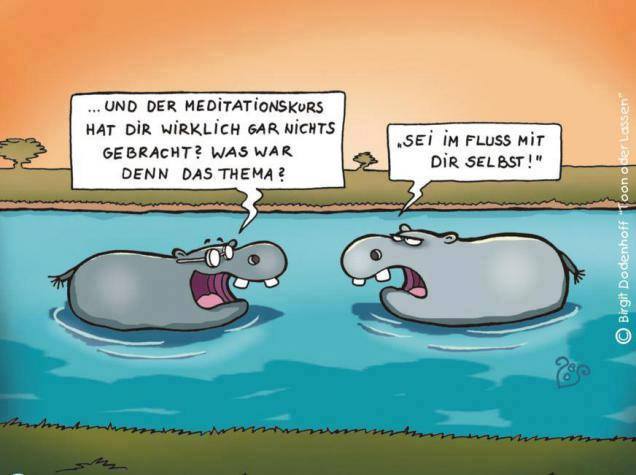 ...UND DER MEDITATIONSKURS
HAT DIR WIRKLICH GAR NICHTS
GEBRACHT? WAS WAR
DENN DAS THEMA?
„SEI IM FLUSS MIT
DIR SELBST!"
© Birgit Dodenhoff "Toon oder Lassen"